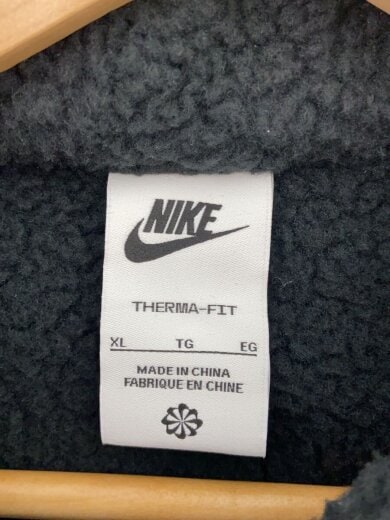 NIKE
THERMA-FIT
XL TG EG
MADE IN CHINA
FABRIQUE EN CHINE